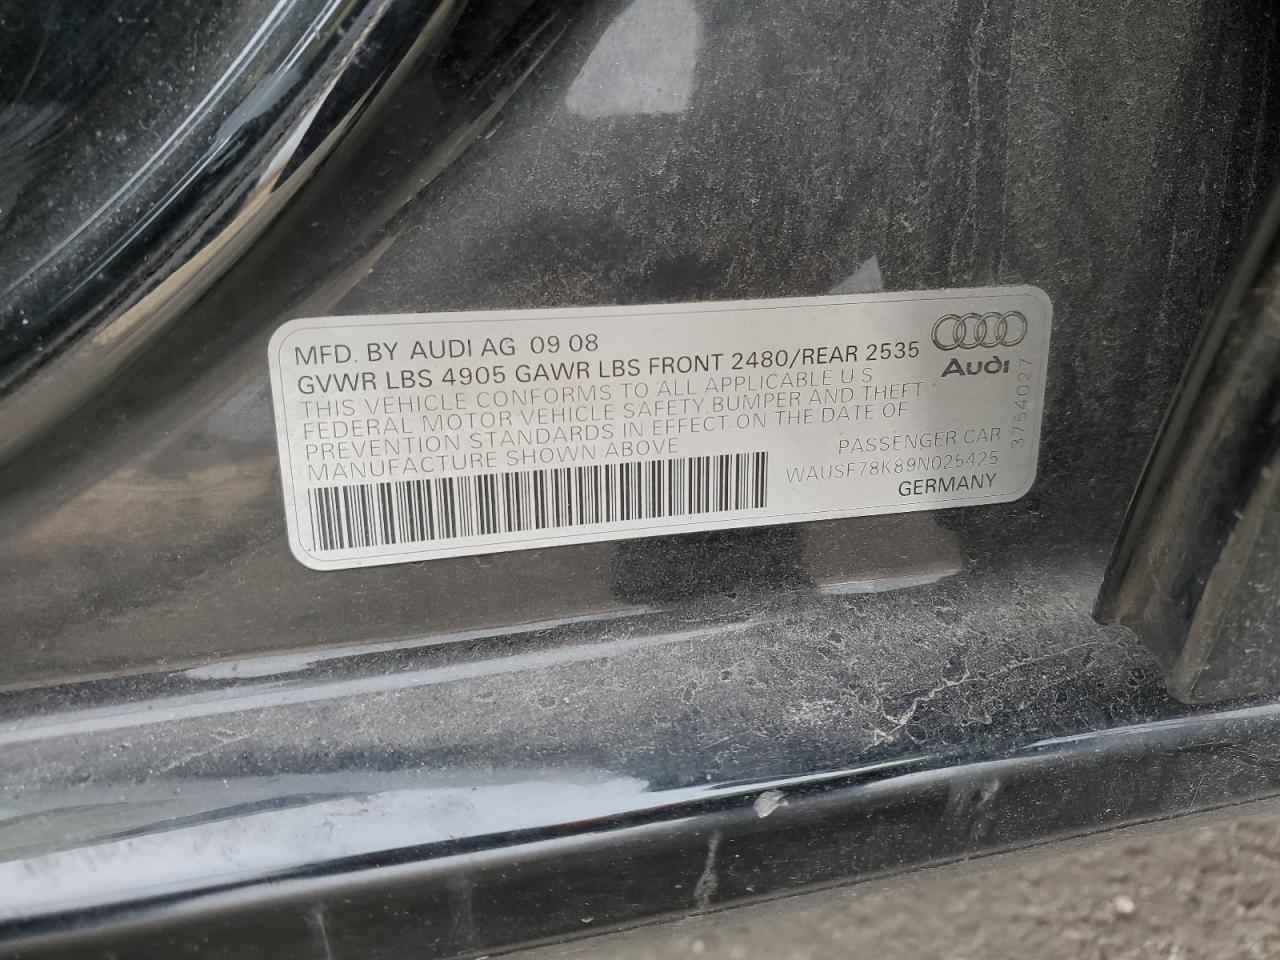 MFD. BY AUDI AG 09 08
GVWR LBS 4905 GAWR LBS FRONT 2480/REAR 2535
THIS VEHICLE CONFORMS TO ALL APPLICABLE U S
FEDERAL MOTOR VEHICLE SAFETY, BUMPER AND THEFT
PREVENTION STANDARDS IN EFFECT ON THE DATE OF
MANUFACTURE SHOWN ABOVE
Audi
3754027
PASSENGER CAR
WAUSF78K89N025425
GERMANY